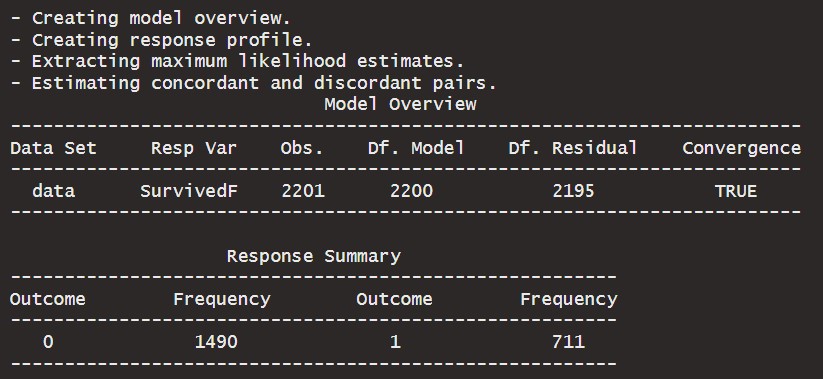 - Creating model overview.
- Creating response profile.
- Extracting maximum likelihood estimates.
- Estimating concordant and discordant pairs.
Model Overview
------------------------------------------------------------------------
Data Set Resp Var Obs. Df. Model Df. Residual Convergence
------------------------------------------------------------------------
data SurvivedF 2201 2200 2195 TRUE
------------------------------------------------------------------------
Response Summary
--------------------------------------------------------
Outcome Frequency Outcome Frequency
--------------------------------------------------------
0 1490 1 711
--------------------------------------------------------